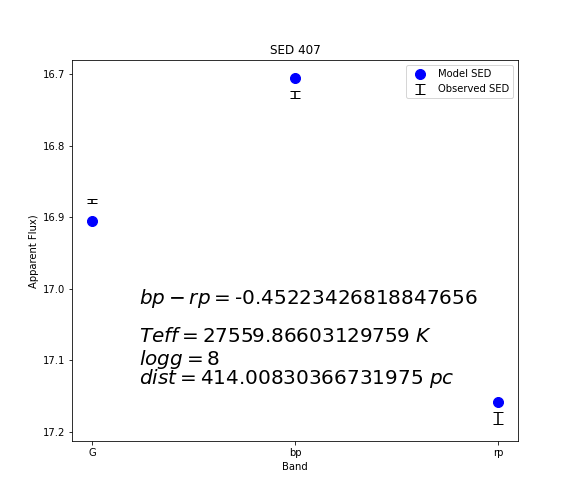 SED 407
Model SED
Observed SED
16.7
16.8
16.9
17.0
17.1
17.2
Apparent Flux)
bp − rp = -0.45223426818847656
Teff = 27559.86603129759 K
logg = 8
dist = 414.00830366731975 pc
G
bp
rp
Band